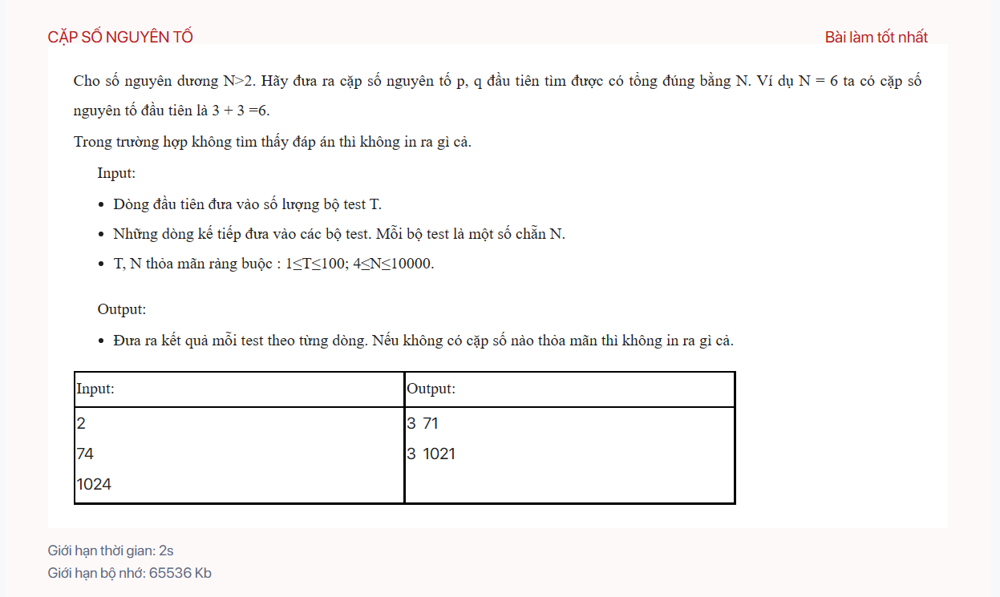 CẶP SỐ NGUYÊN TỐ
Bài làm tốt nhất
Cho số nguyên dương N>2. Hãy đưa ra cặp số nguyên tố p, q đầu tiên tìm được có tổng đúng bằng N. Ví dụ N = 6 ta có cặp số
nguyên tố đầu tiên là 3 + 3 =6.
Trong trường hợp không tìm thấy đáp án thì không in ra gì cả.
Input:
• Dòng đầu tiên đưa vào số lượng bộ test T.
• Những dòng kế tiếp đưa vào các bộ test. Mỗi bộ test là một số chẵn N.
• T, N thỏa mãn ràng buộc : 1≤T≤100; 4≤N≤10000.
Output:
• Đưa ra kết quả mỗi test theo từng dòng. Nếu không có cặp số nào thỏa mãn thì không in ra gì cả.
Input:
Output:
2
74
1024
3 71
3 1021
Giới hạn thời gian: 2s
Giới hạn bộ nhớ: 65536 Kb